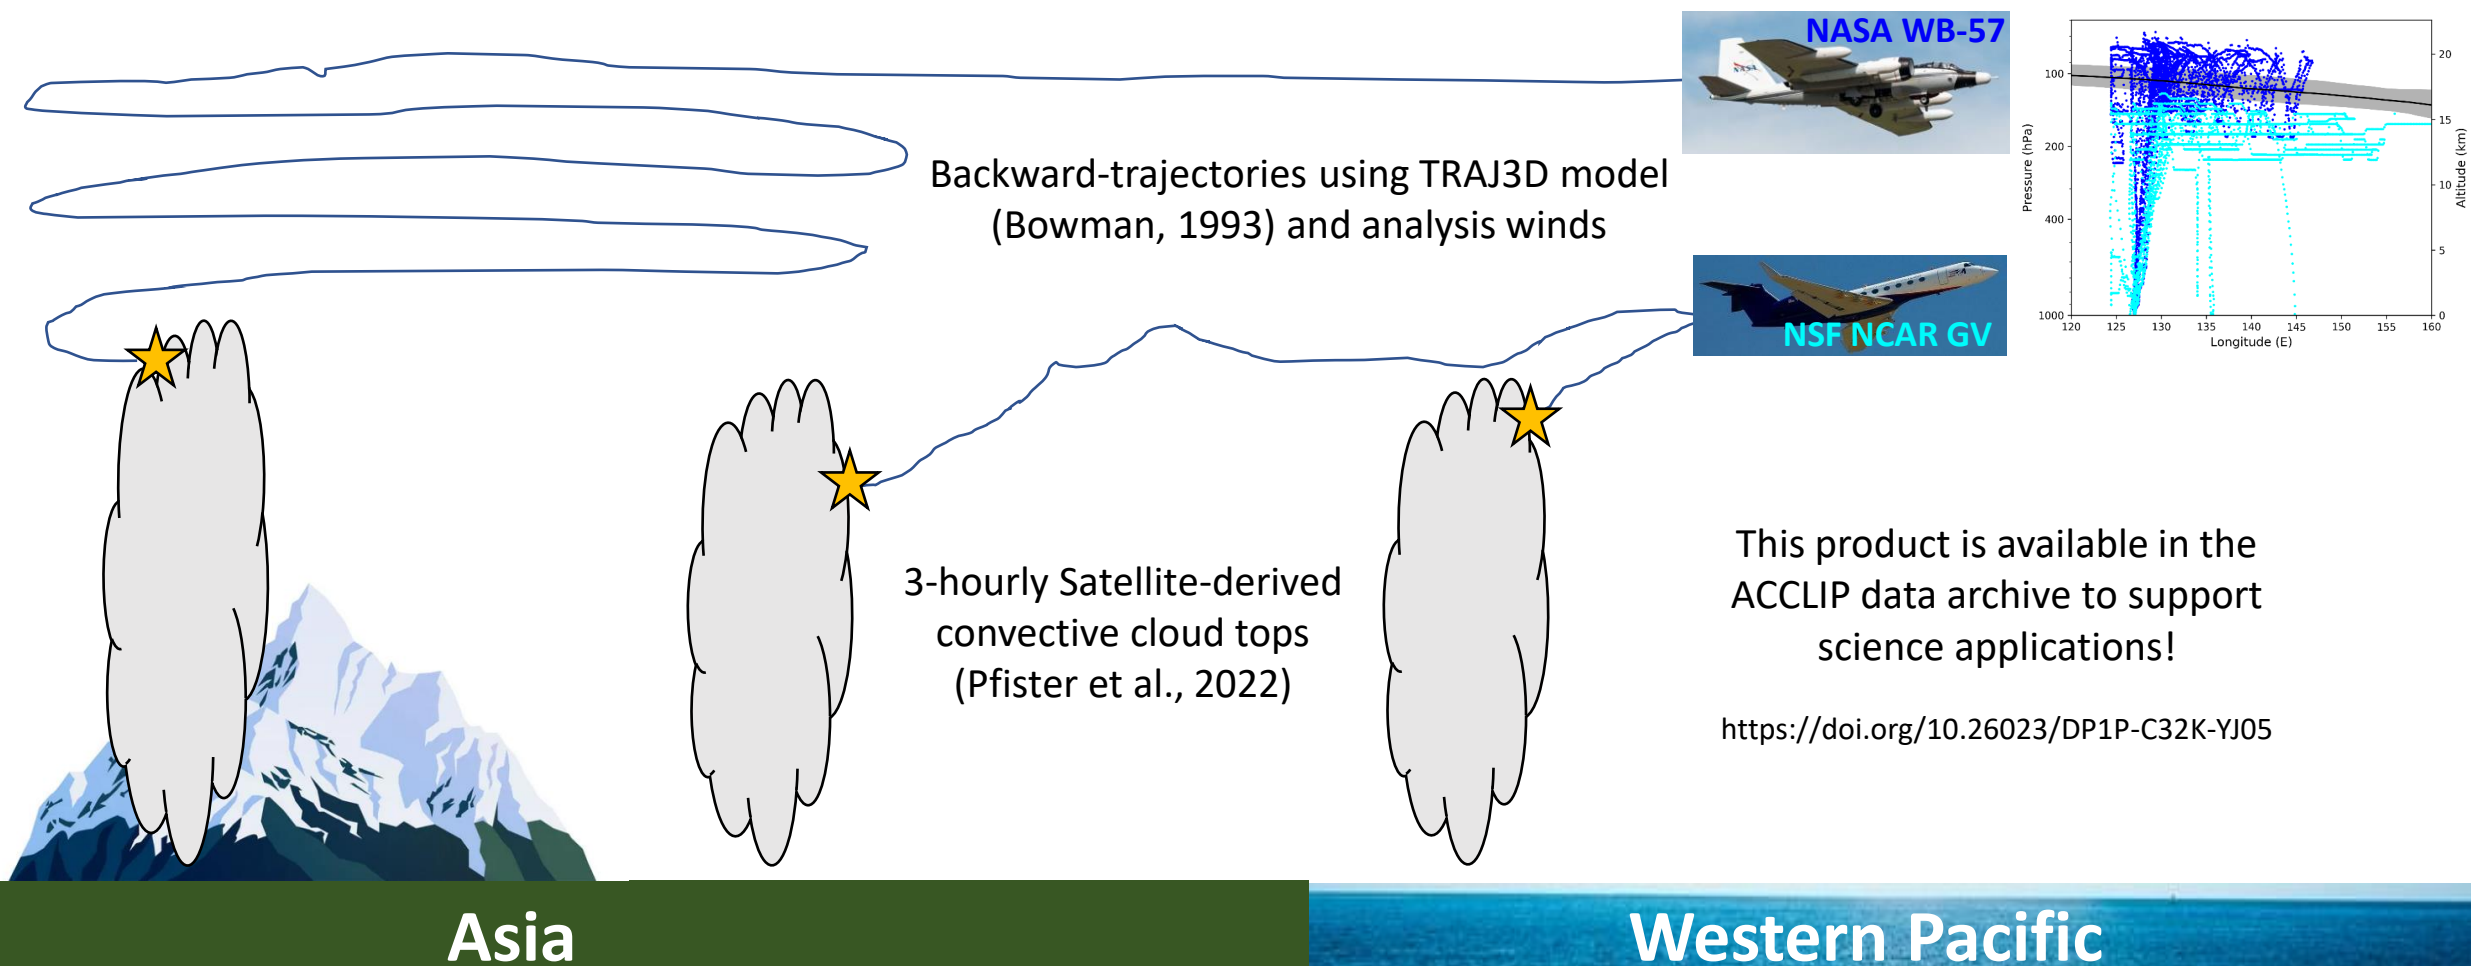 NASA WB-57
NASA
Backward-trajectories using TRAJ3D model
(Bowman, 1993) and analysis winds
NSF NCAR GV
Pressure (hPa)
100
200
400
1000
20
15
10
5
0
Altitude (km)
120 125 130 135 140 145 150 155 160
Longitude (E)
3-hourly Satellite-derived
convective cloud tops
(Pfister et al., 2022)
This product is available in the
ACCLIP data archive to support
science applications!
https://doi.org/10.26023/DP1P-C32K-YJ05
Asia
Western Pacific